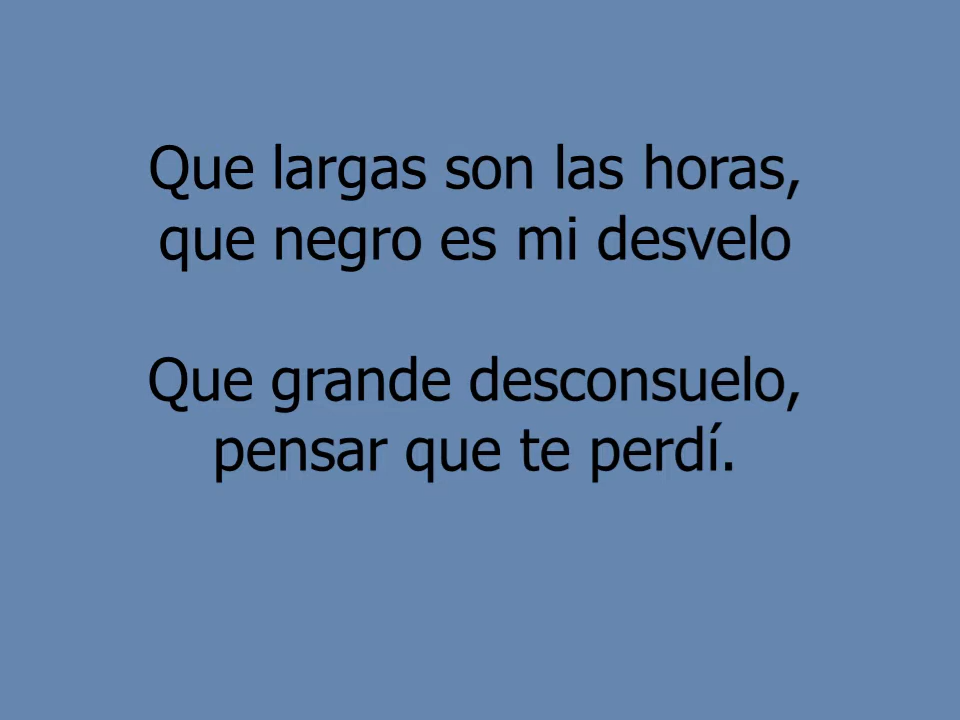 Que largas son las horas,
que negro es mi desvelo
Que grande desconsuelo,
pensar que te perdí.